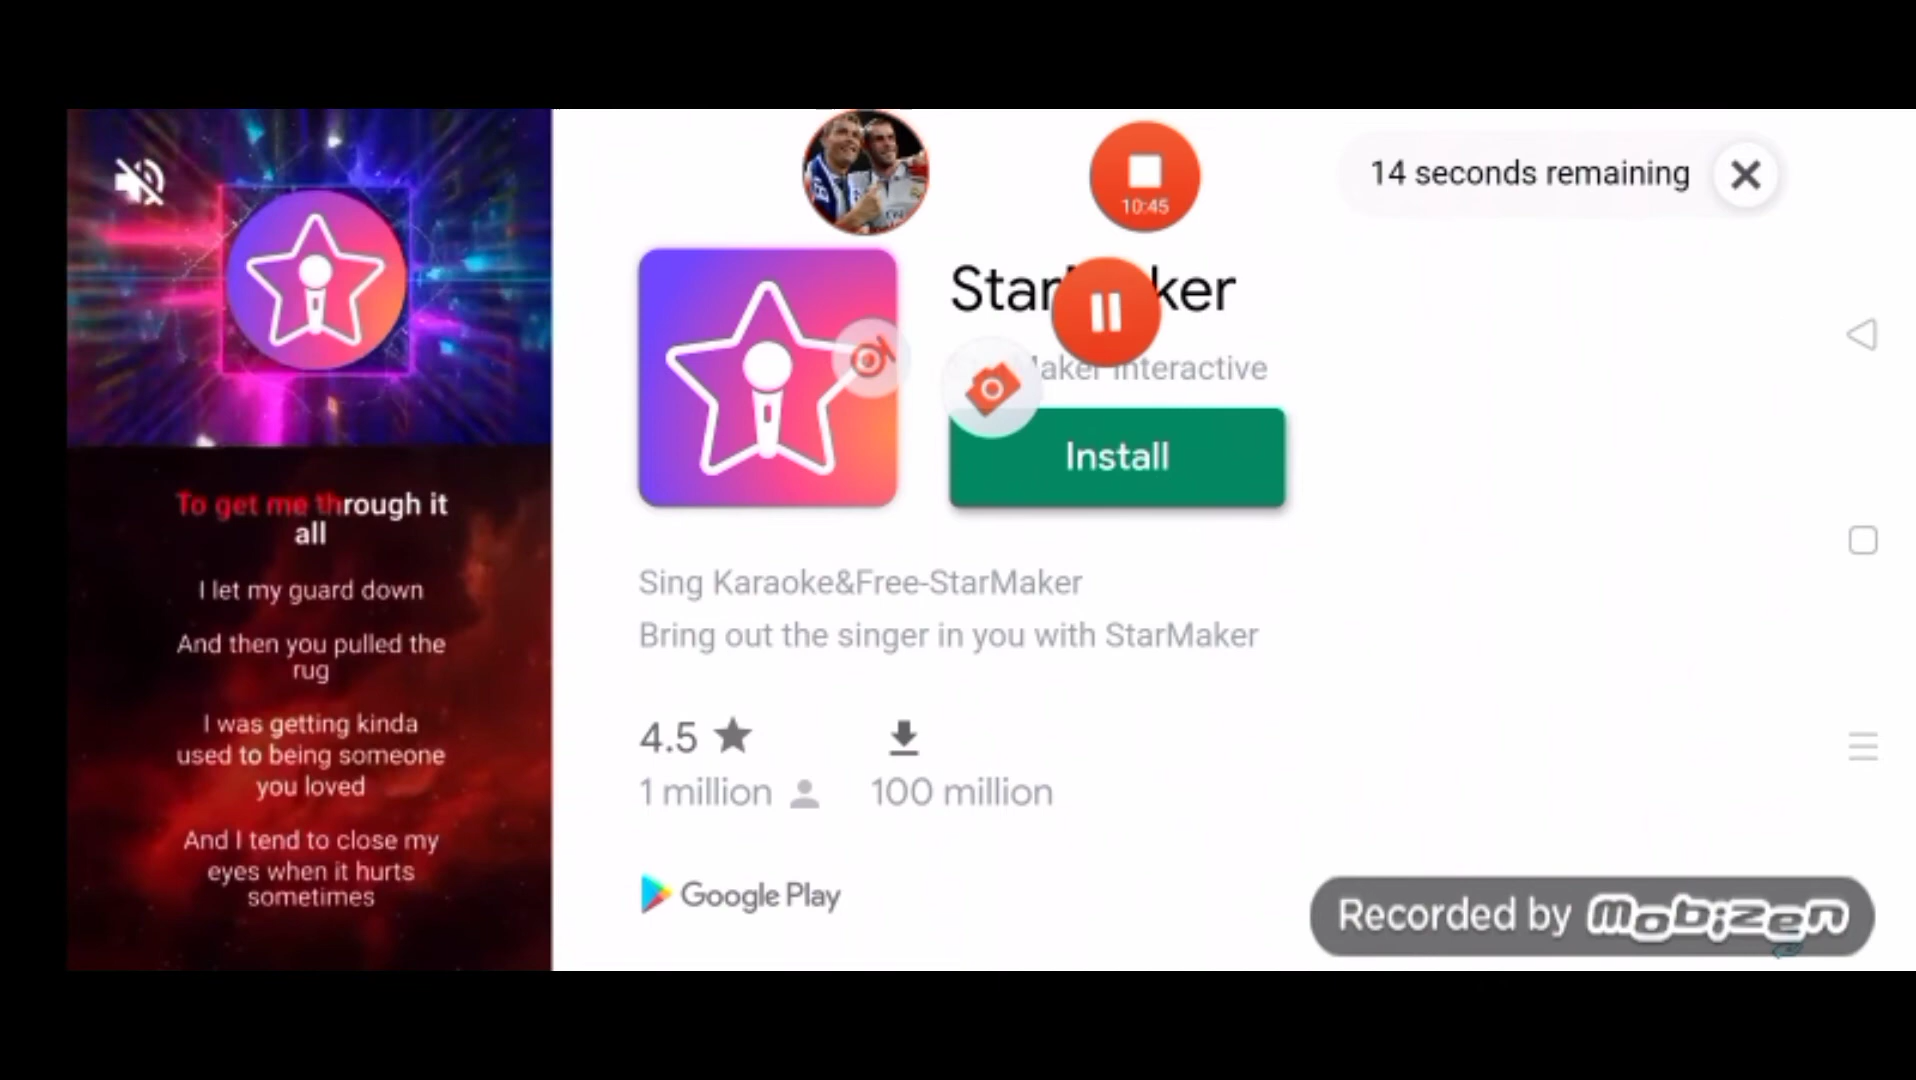 To get me through it
all
I let my guard down
And then you pulled the
rug
I was getting kinda
used to being someone
you loved
And I tend to close my
eyes when it hurts
sometimes
10:45
14 seconds remaining
Interactive
Install
Sing Karaoke&Free-StarMaker
Bring out the singer in you with StarMaker
4.5
1 million 100 million
Google Play
Recorded by mobizen